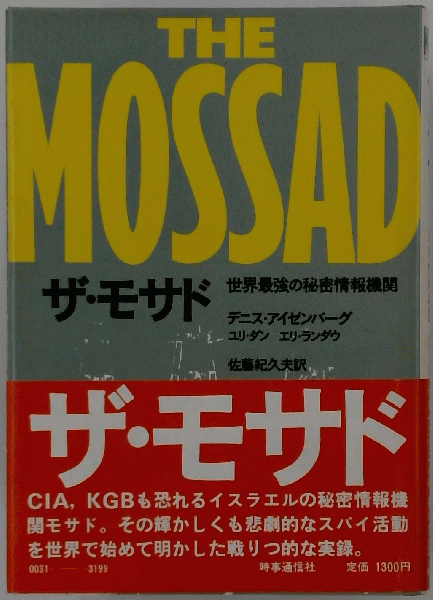 THE
MOSSAD
ザ・モサド
世界最強の秘密情報機関
デニス・アイゼンバーグ
ユリ・ダン エリ・ランダウ
佐藤紀久夫訳
ザ・モサド
CIA, KGBも恐れるイスラエルの秘密情報機
関モサド。その輝かしくも悲劇的なスパイ活動
を世界で始めて明かした戦りつ的な実録。
0031-――-3199 時事通信社 定価 1300円